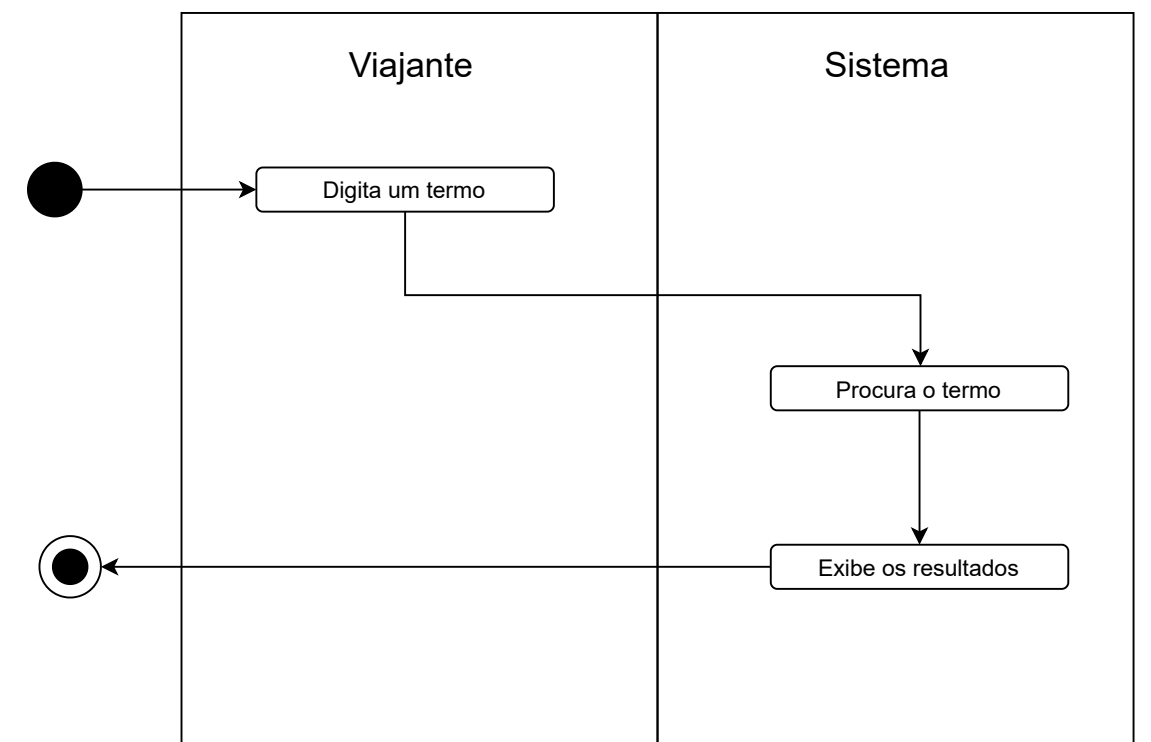 Viajante
Sistema
Digita um termo
Procura o termo
Exibe os resultados